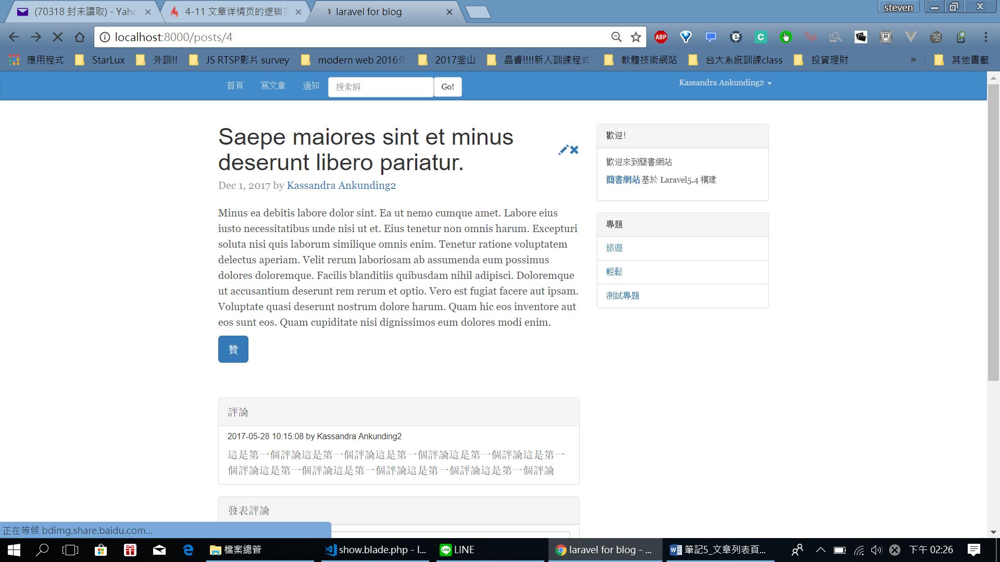 (70318 封未讀取) - Yaho
4-11 文章详情页的逻辑实
laravel for blog
steven
localhost:8000/posts/4
應用程式
StarLux
外訓!!
JS RTSP影片 survey
modern web 2016外
2017釜山
晶睿!!!!新人訓練程式
軟體技術網站
台大系統訓練class
投資理財
»
其他書籤
首頁
寫文章
通知
搜索詞
Go!
Kassandra Ankunding2
Saepe maiores sint et minus
deserunt libero pariatur.
Dec 1, 2017 by Kassandra Ankunding2
Minus ea debitis labore dolor sint. Ea ut nemo cumque amet. Labore eius
iusto necessitatibus unde nisi ut et. Eius tenetur non omnis harum. Excepturi
soluta nisi quis laborum similique omnis enim. Tenetur ratione voluptatem
delectus aperiam. Velit rerum laboriosam ab assumenda eum possimus
dolores doloremque. Facilis blanditiis quibusdam nihil adipisci. Doloremque
ut accusantium deserunt rem rerum et optio. Vero est fugiat facere aut ipsam.
Voluptate quasi deserunt nostrum dolore harum. Quam hic eos inventore aut
eos sunt eos. Quam cupiditate nisi dignissimos eum dolores modi enim.
贊
評論
2017-05-28 10:15:08 by Kassandra Ankunding2
這是第一個評論這是第一個評論這是第一個評論這是第一個評論這是第一
個評論這是第一個評論這是第一個評論這是第一個評論這是第一個評論
發表評論
歡迎!
歡迎來到簡書網站
簡書網站 基於 Laravel5.4 構建
專題
旅遊
輕鬆
測試專題
正在等候 bdimg.share.baidu.com...
檔案總管
show.blade.php - l...
LINE
laravel for blog - ...
筆記5_文章列表頁...
下午 02:26